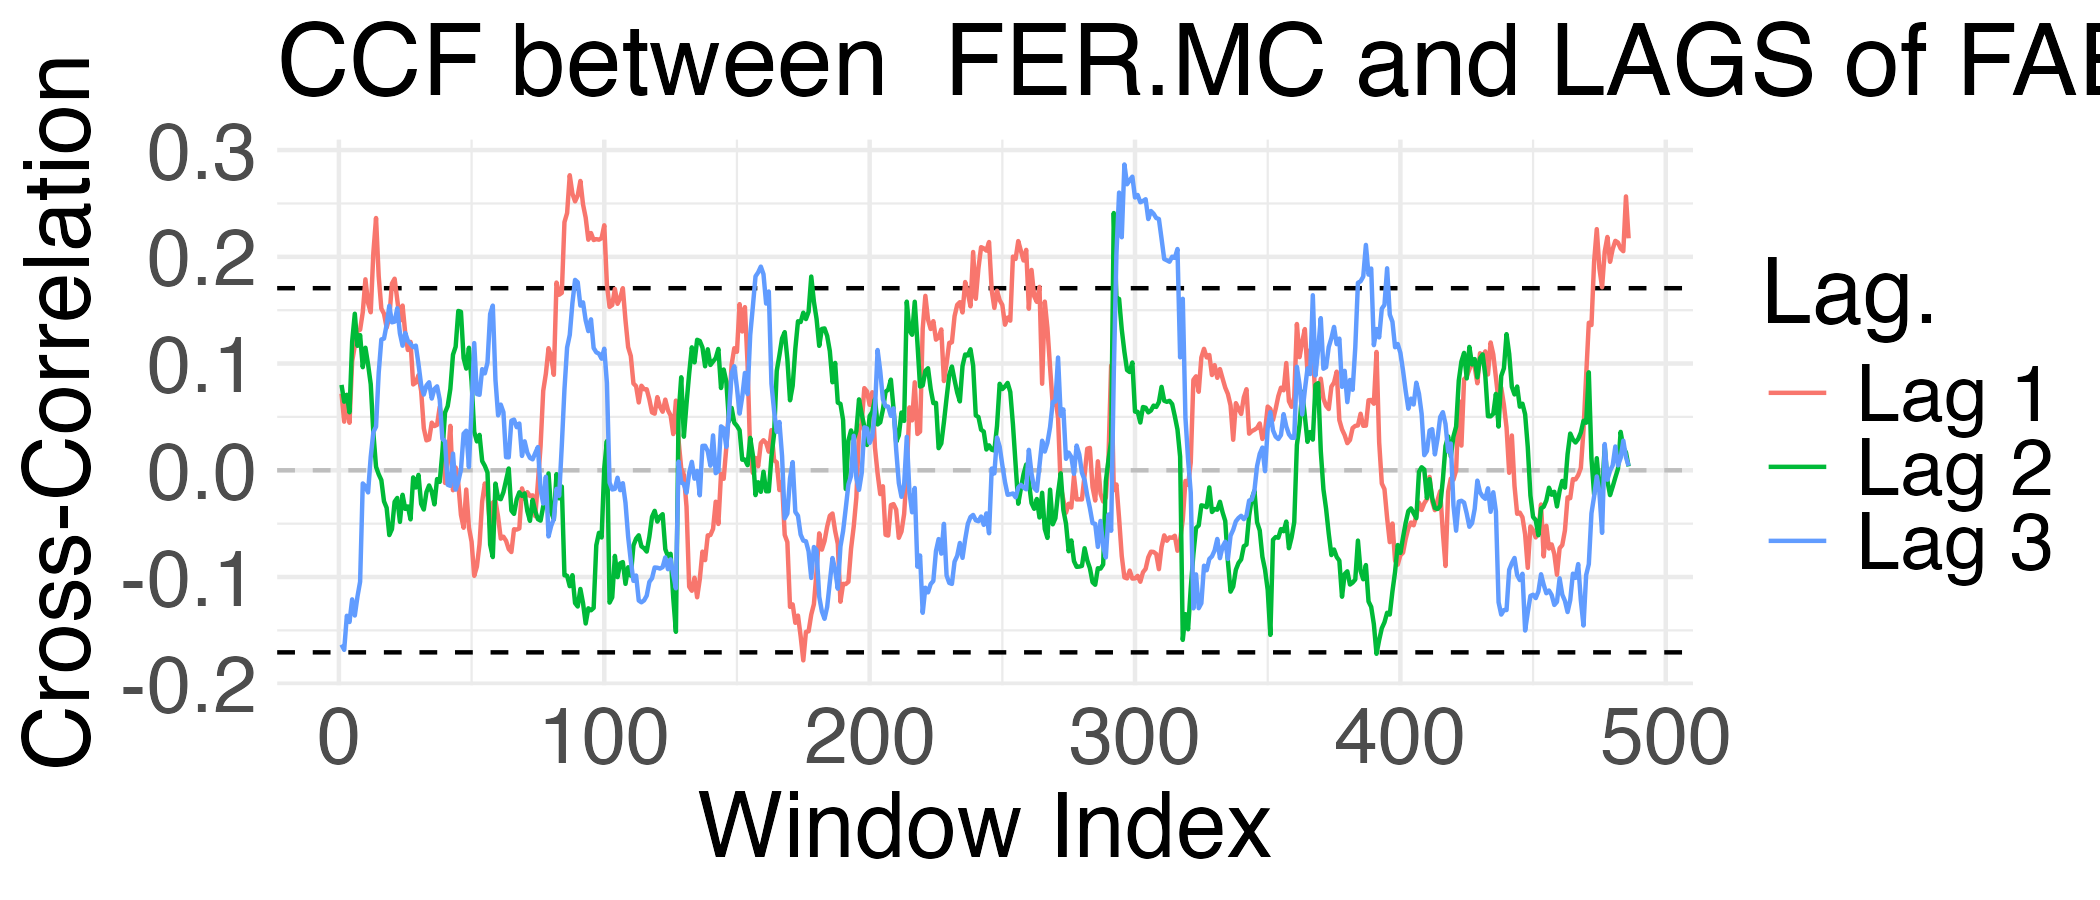 CCF between FER.MC and LAGS of
Cross-Correlation
0.3
0.2
0.1
0.0
-0.1
-0.2
0 100 200 300 400 500
Window Index
Lag.
Lag 1
Lag 2
Lag 3